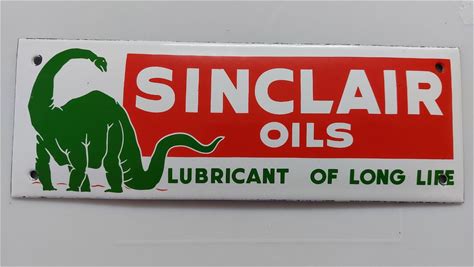 SINCLAIR
OILS
LUBRICANT OF LONG LIFE